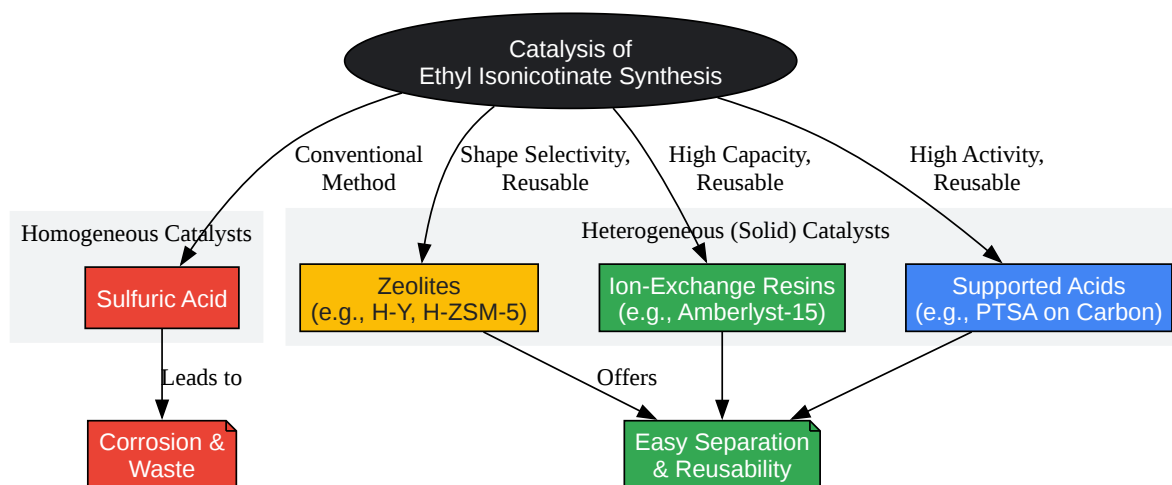 Catalysis of
Ethyl Isonicotinate Synthesis
Conventional
Method
Shape Selectivity,
Reusable
High Capacity,
Reusable
High Activity,
Reusable
Homogeneous Catalysts
Heterogeneous (Solid) Catalysts
Sulfuric Acid
Zeolites
(e.g., H-Y, H-ZSM-5)
Ion-Exchange Resins
(e.g., Amberlyst-15)
Supported Acids
(e.g., PTSA on Carbon)
Leads to
Offers
Corrosion &
Waste
Easy Separation
& Reusability